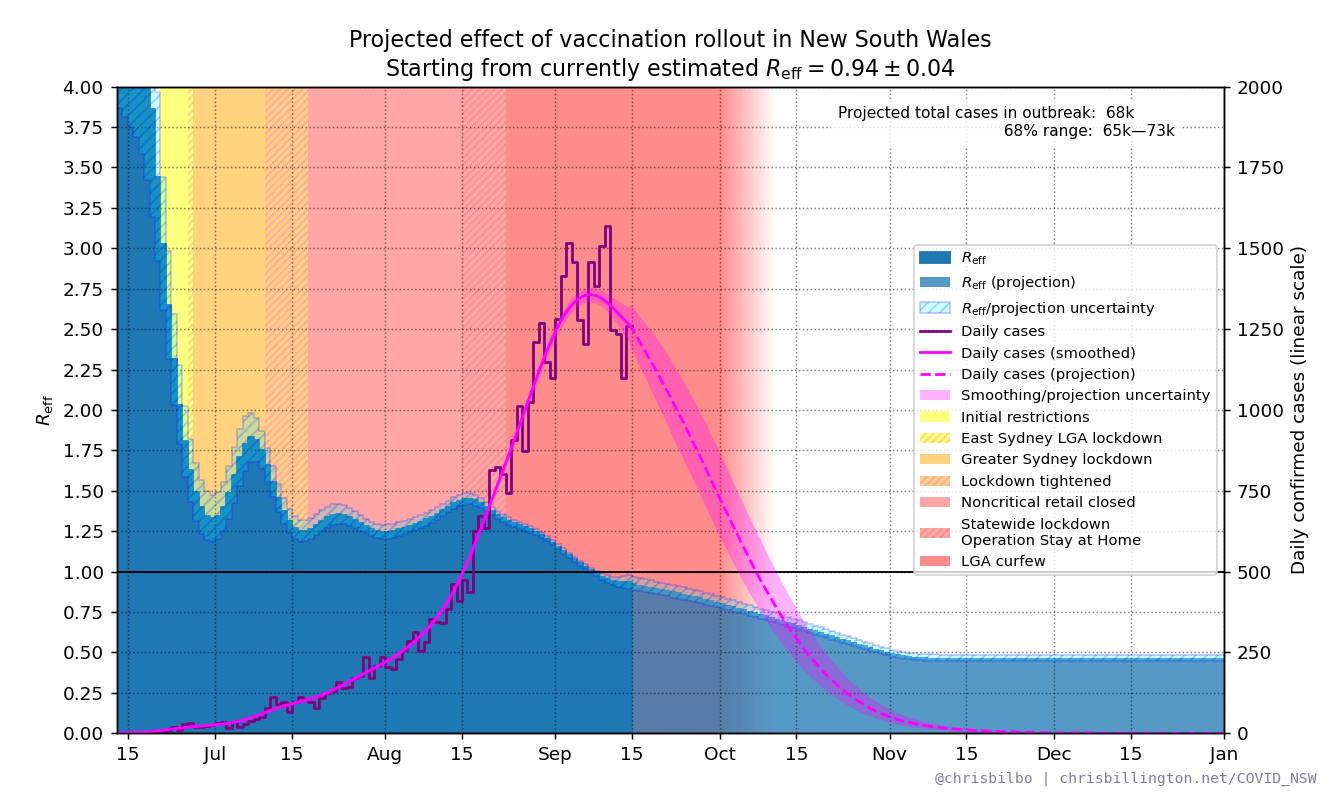 Projected effect of vaccination rollout in New South Wales
Starting from currently estimated Reff = 0.94 ± 0.04
Projected total cases in outbreak: 68k
68% range: 65k—73k
4.00
3.75
3.50
3.25
3.00
2.75
2.50
2.25
2.00
1.75
1.50
1.25
1.00
0.75
0.50
0.25
0.00
Reff
2000
1750
1500
1250
1000
750
500
250
0
Daily confirmed cases (linear scale)
Reff
Reff (projection)
Reff/projection uncertainty
Daily cases
Daily cases (smoothed)
Daily cases (projection)
Smoothing/projection uncertainty
Initial restrictions
East Sydney LGA lockdown
Greater Sydney lockdown
Lockdown tightened
Noncritical retail closed
Statewide lockdown
Operation Stay at Home
LGA curfew
15 Jul 15 Aug 15 Sep 15 Oct 15 Nov 15 Dec 15 Jan
@chrisbilbo | chrisbillington.net/COVID_NSW